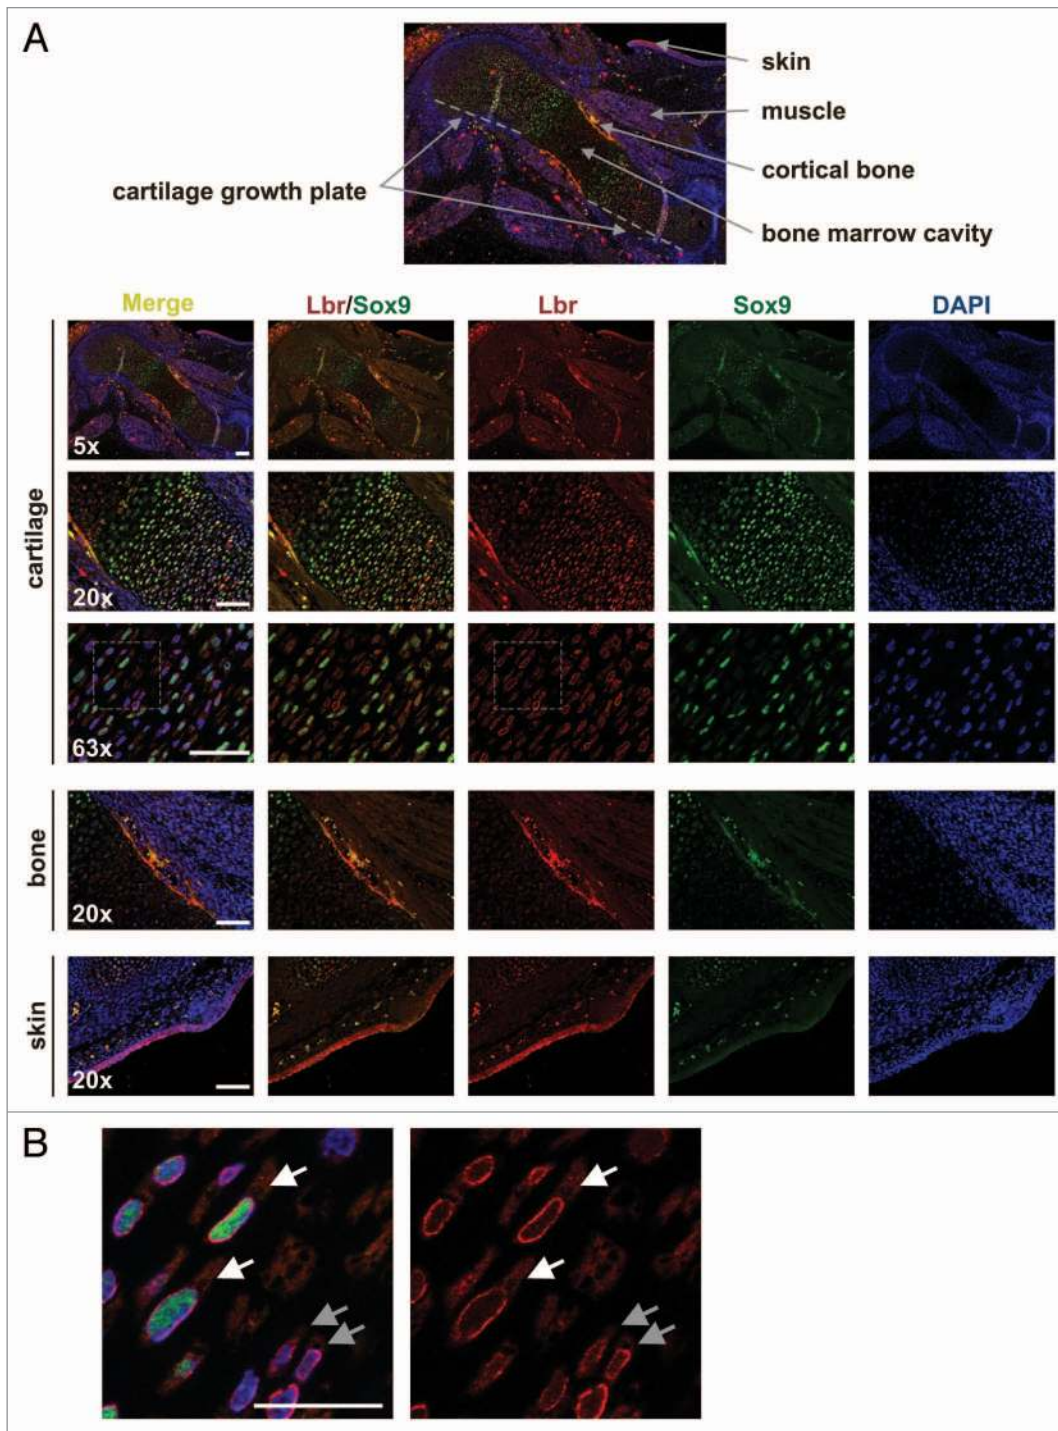 A
skin
muscle
cortical bone
bone marrow cavity
cartilage growth plate
Merge Lbr/Sox9 Lbr Sox9 DAPI
cartilage
5x
20x
63x
bone
20x
skin
20x
B